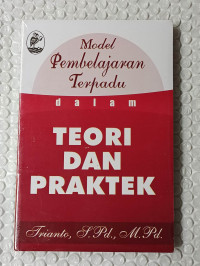 Model
Pembelajaran
Terpadu
dalam
TEORI
DAN
PRAKTEK
Trianto, S.Pd., M.Pd.